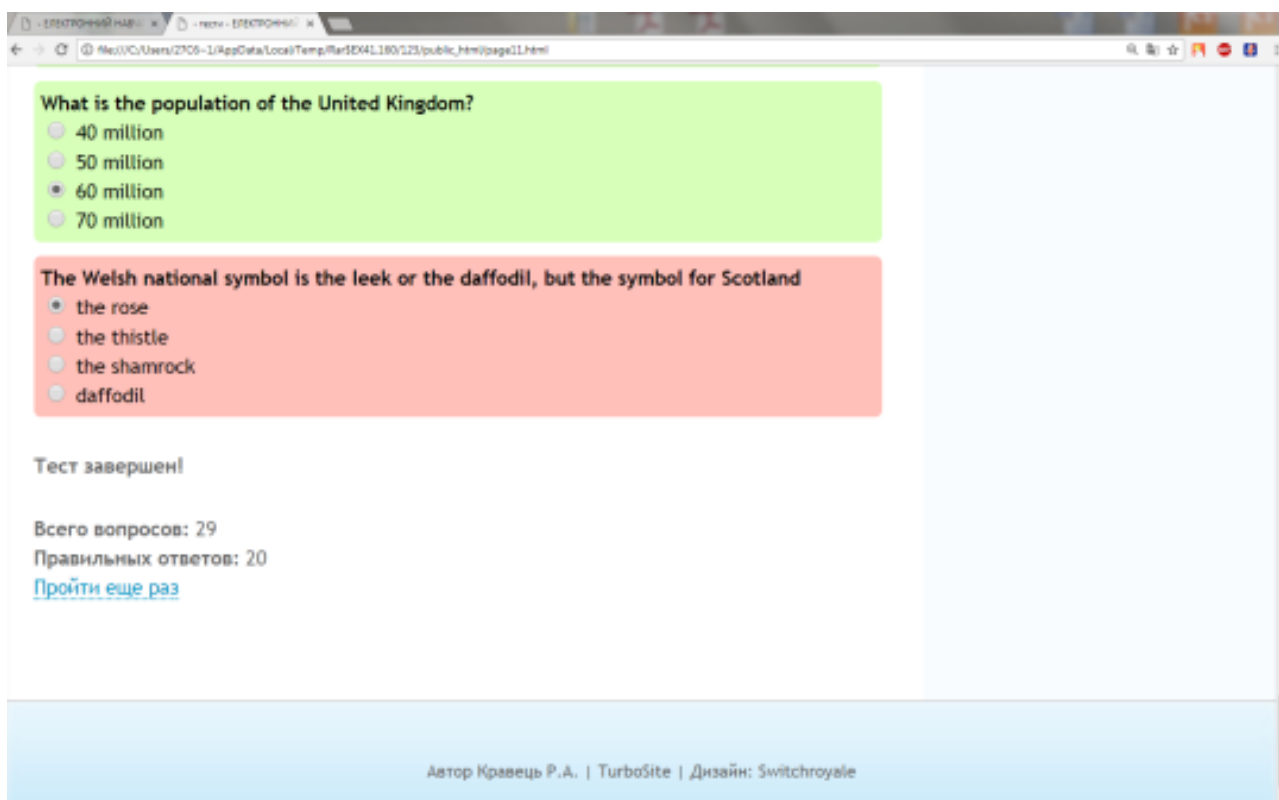 - тести - ЕЛЕКТРОННИЙ
What is the population of the United Kingdom?
40 million
50 million
60 million
70 million
The Welsh national symbol is the leek or the daffodil, but the symbol for Scotland
the rose
the thistle
the shamrock
daffodil
Тест завершен!
Всего вопросов: 29
Правильных ответов: 20
Пройти еще раз
Автор Кравець Р.А. | TurboSite | Дизайн: Switchroyale